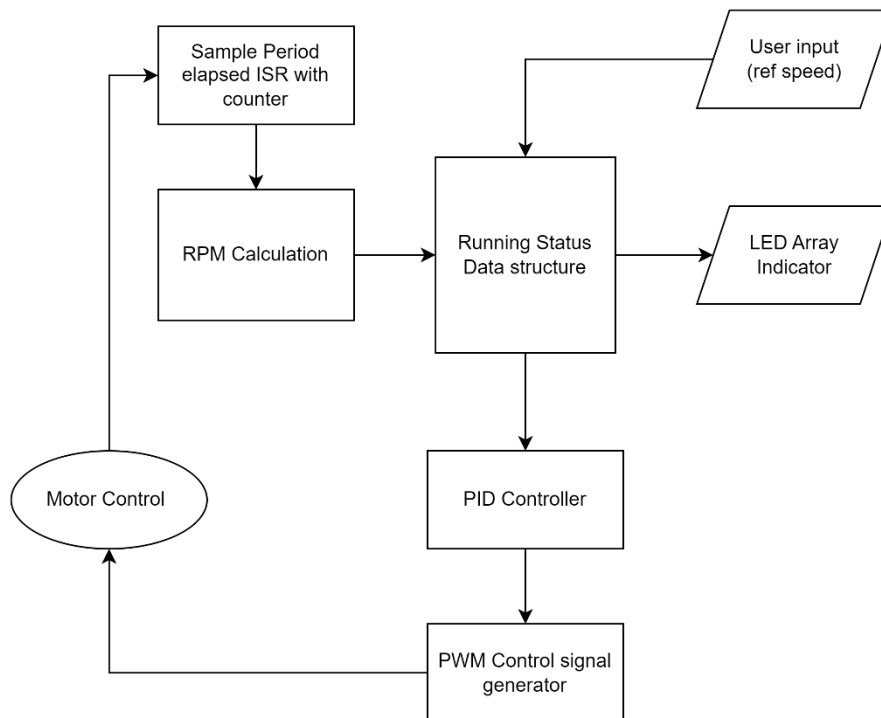 Sample Period
elapsed ISR with
counter
User input
(ref speed)
RPM Calculation
Running Status
Data structure
LED Array
Indicator
Motor Control
PID Controller
PWM Control signal
generator